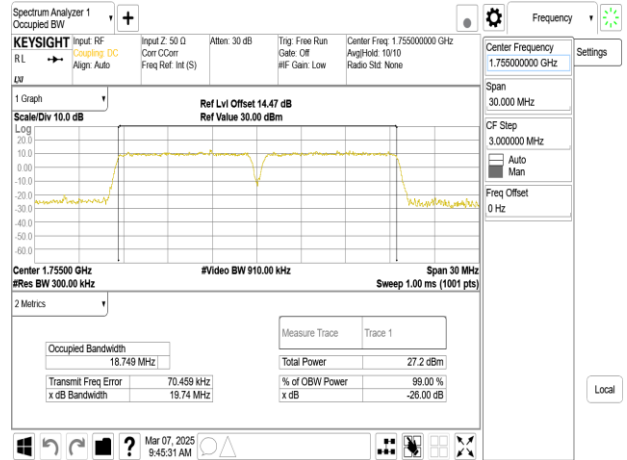 Spectrum Analyzer 1
Occupied BW
Frequency
KEYSIGHT
RL
Input: RF
Coupling: DC
Align: Auto
Input Z: 50 Ω
Corr CCorr
Freq Ref: Int (S)
Atten: 30 dB
Trig: Free Run
Gate: Off
#IF Gain: Low
Center Freq: 1.755000000 GHz
Avg|Hold: 10/10
Radio Std: None
LXI
Center Frequency
1.755000000 GHz
Settings
Span
30.000 MHz
CF Step
3.000000 MHz
Auto
Man
Freq Offset
0 Hz
Local
1 Graph
Scale/Div 10.0 dB
Ref Lvl Offset 14.47 dB
Ref Value 30.00 dBm
Log
20.0
10.0
0.00
-10.0
-20.0
-30.0
-40.0
-50.0
-60.0
Center 1.75500 GHz
#Res BW 300.00 kHz
#Video BW 910.00 kHz
Span 30 MHz
Sweep 1.00 ms (1001 pts)
2 Metrics
Measure Trace
Trace 1
Occupied Bandwidth
18.749 MHz
Total Power
27.2 dBm
Transmit Freq Error
70.459 kHz
% of OBW Power
99.00 %
x dB Bandwidth
19.74 MHz
x dB
-26.00 dB
?
Mar 07, 2025
9:45:31 AM